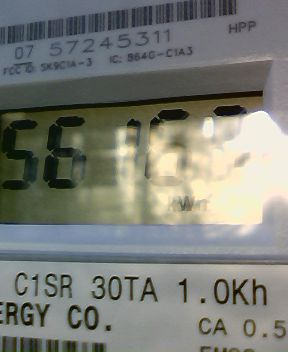 07 57245311
HPP
FCC ID: SK9C1A-3 IC: 864G-C1A3
kWh
C1SR 30TA 1.0Kh
ERGY CO.
CA 0.5